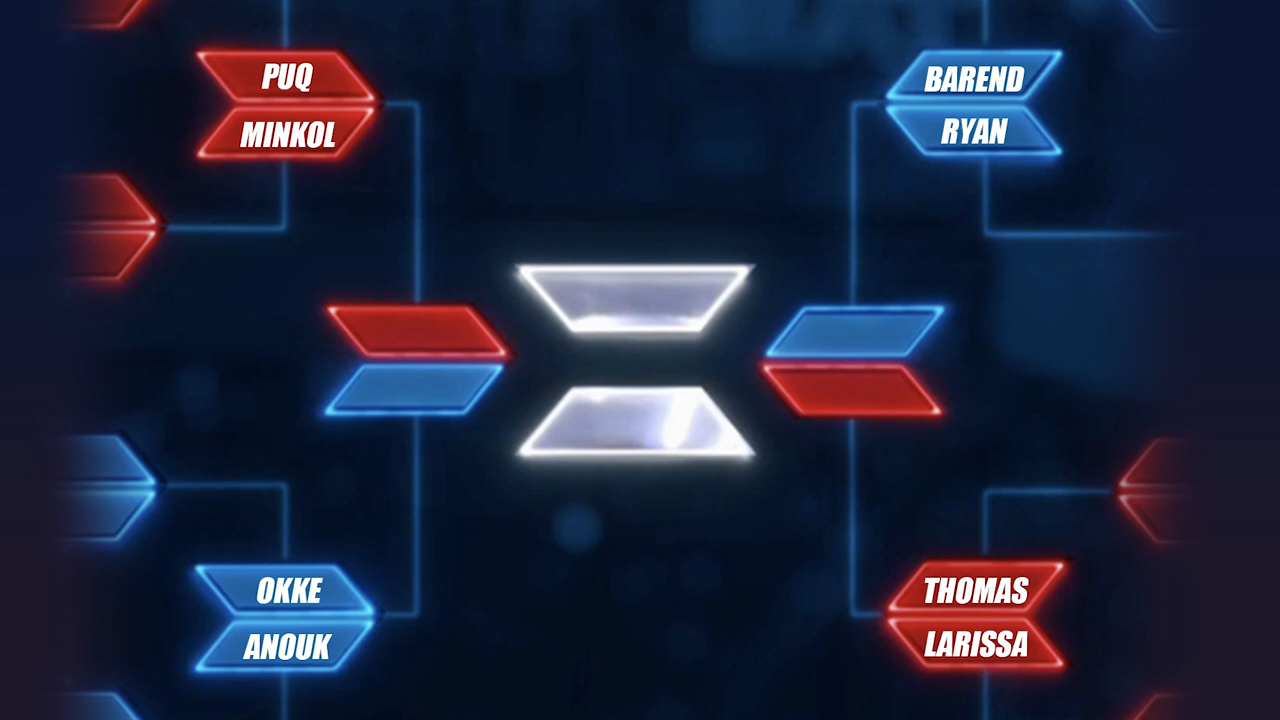 PUQ
MINKOL
BAREND
RYAN
OKKE
ANOUK
THOMAS
LARISSA